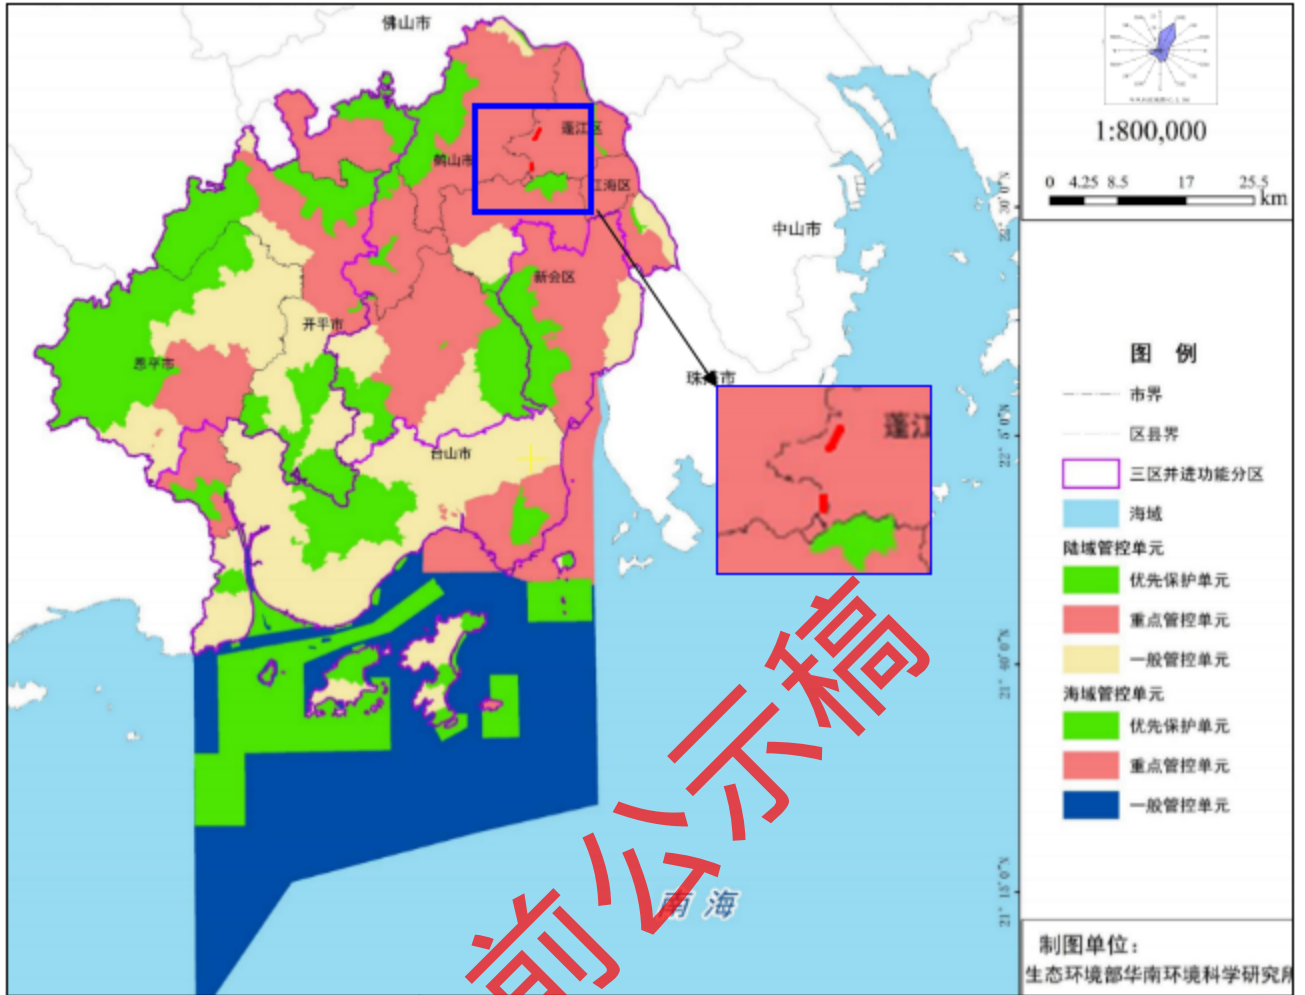 佛山市
蓬江区
鹤山市
江海区
中山市
新会区
开平市
恩平市
珠海市
蓬江
台山市
南海
前公示稿
1:800,000
0 4.25 8.5 17 25.5 km
图 例
市界
区县界
三区并进功能分区
海域
陆域管控单元
优先保护单元
重点管控单元
一般管控单元
海域管控单元
优先保护单元
重点管控单元
一般管控单元
制图单位：
生态环境部华南环境科学研究所